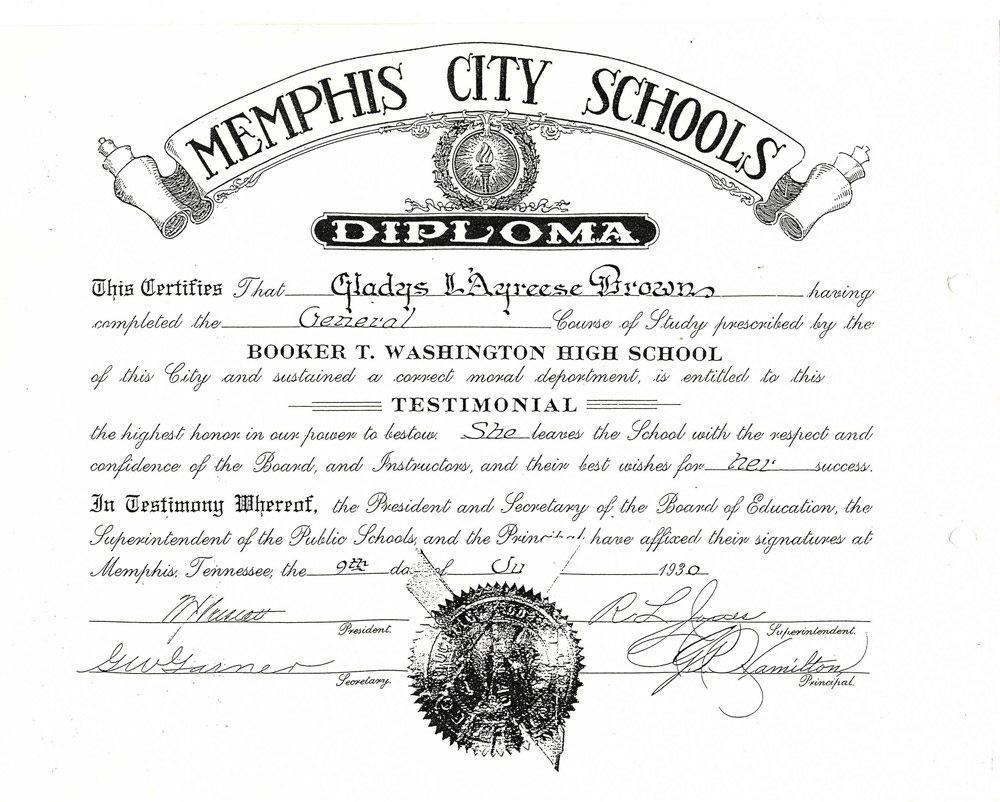 MEMPHIS CITY SCHOOLS
DIPLOMA
This Certifies That Gladys L'Ayreese Brown having
completed the General Course of Study prescribed by the
BOOKER T. WASHINGTON HIGH SCHOOL
of this City and sustained a correct moral deportment, is entitled to this
TESTIMONIAL
the highest honor in our power to bestow. She leaves the School with the respect and
confidence of the Board, and Instructors, and their best wishes for her success.
In Testimony Whereof, the President and Secretary of the Board of Education, the
Superintendent of the Public Schools, and the Principal, have affixed their signatures at
Memphis, Tennessee, the 9th day of 1930
President.
R. L. Jones
Superintendent.
G W Garner
Secretary.
Hamilton
Principal.